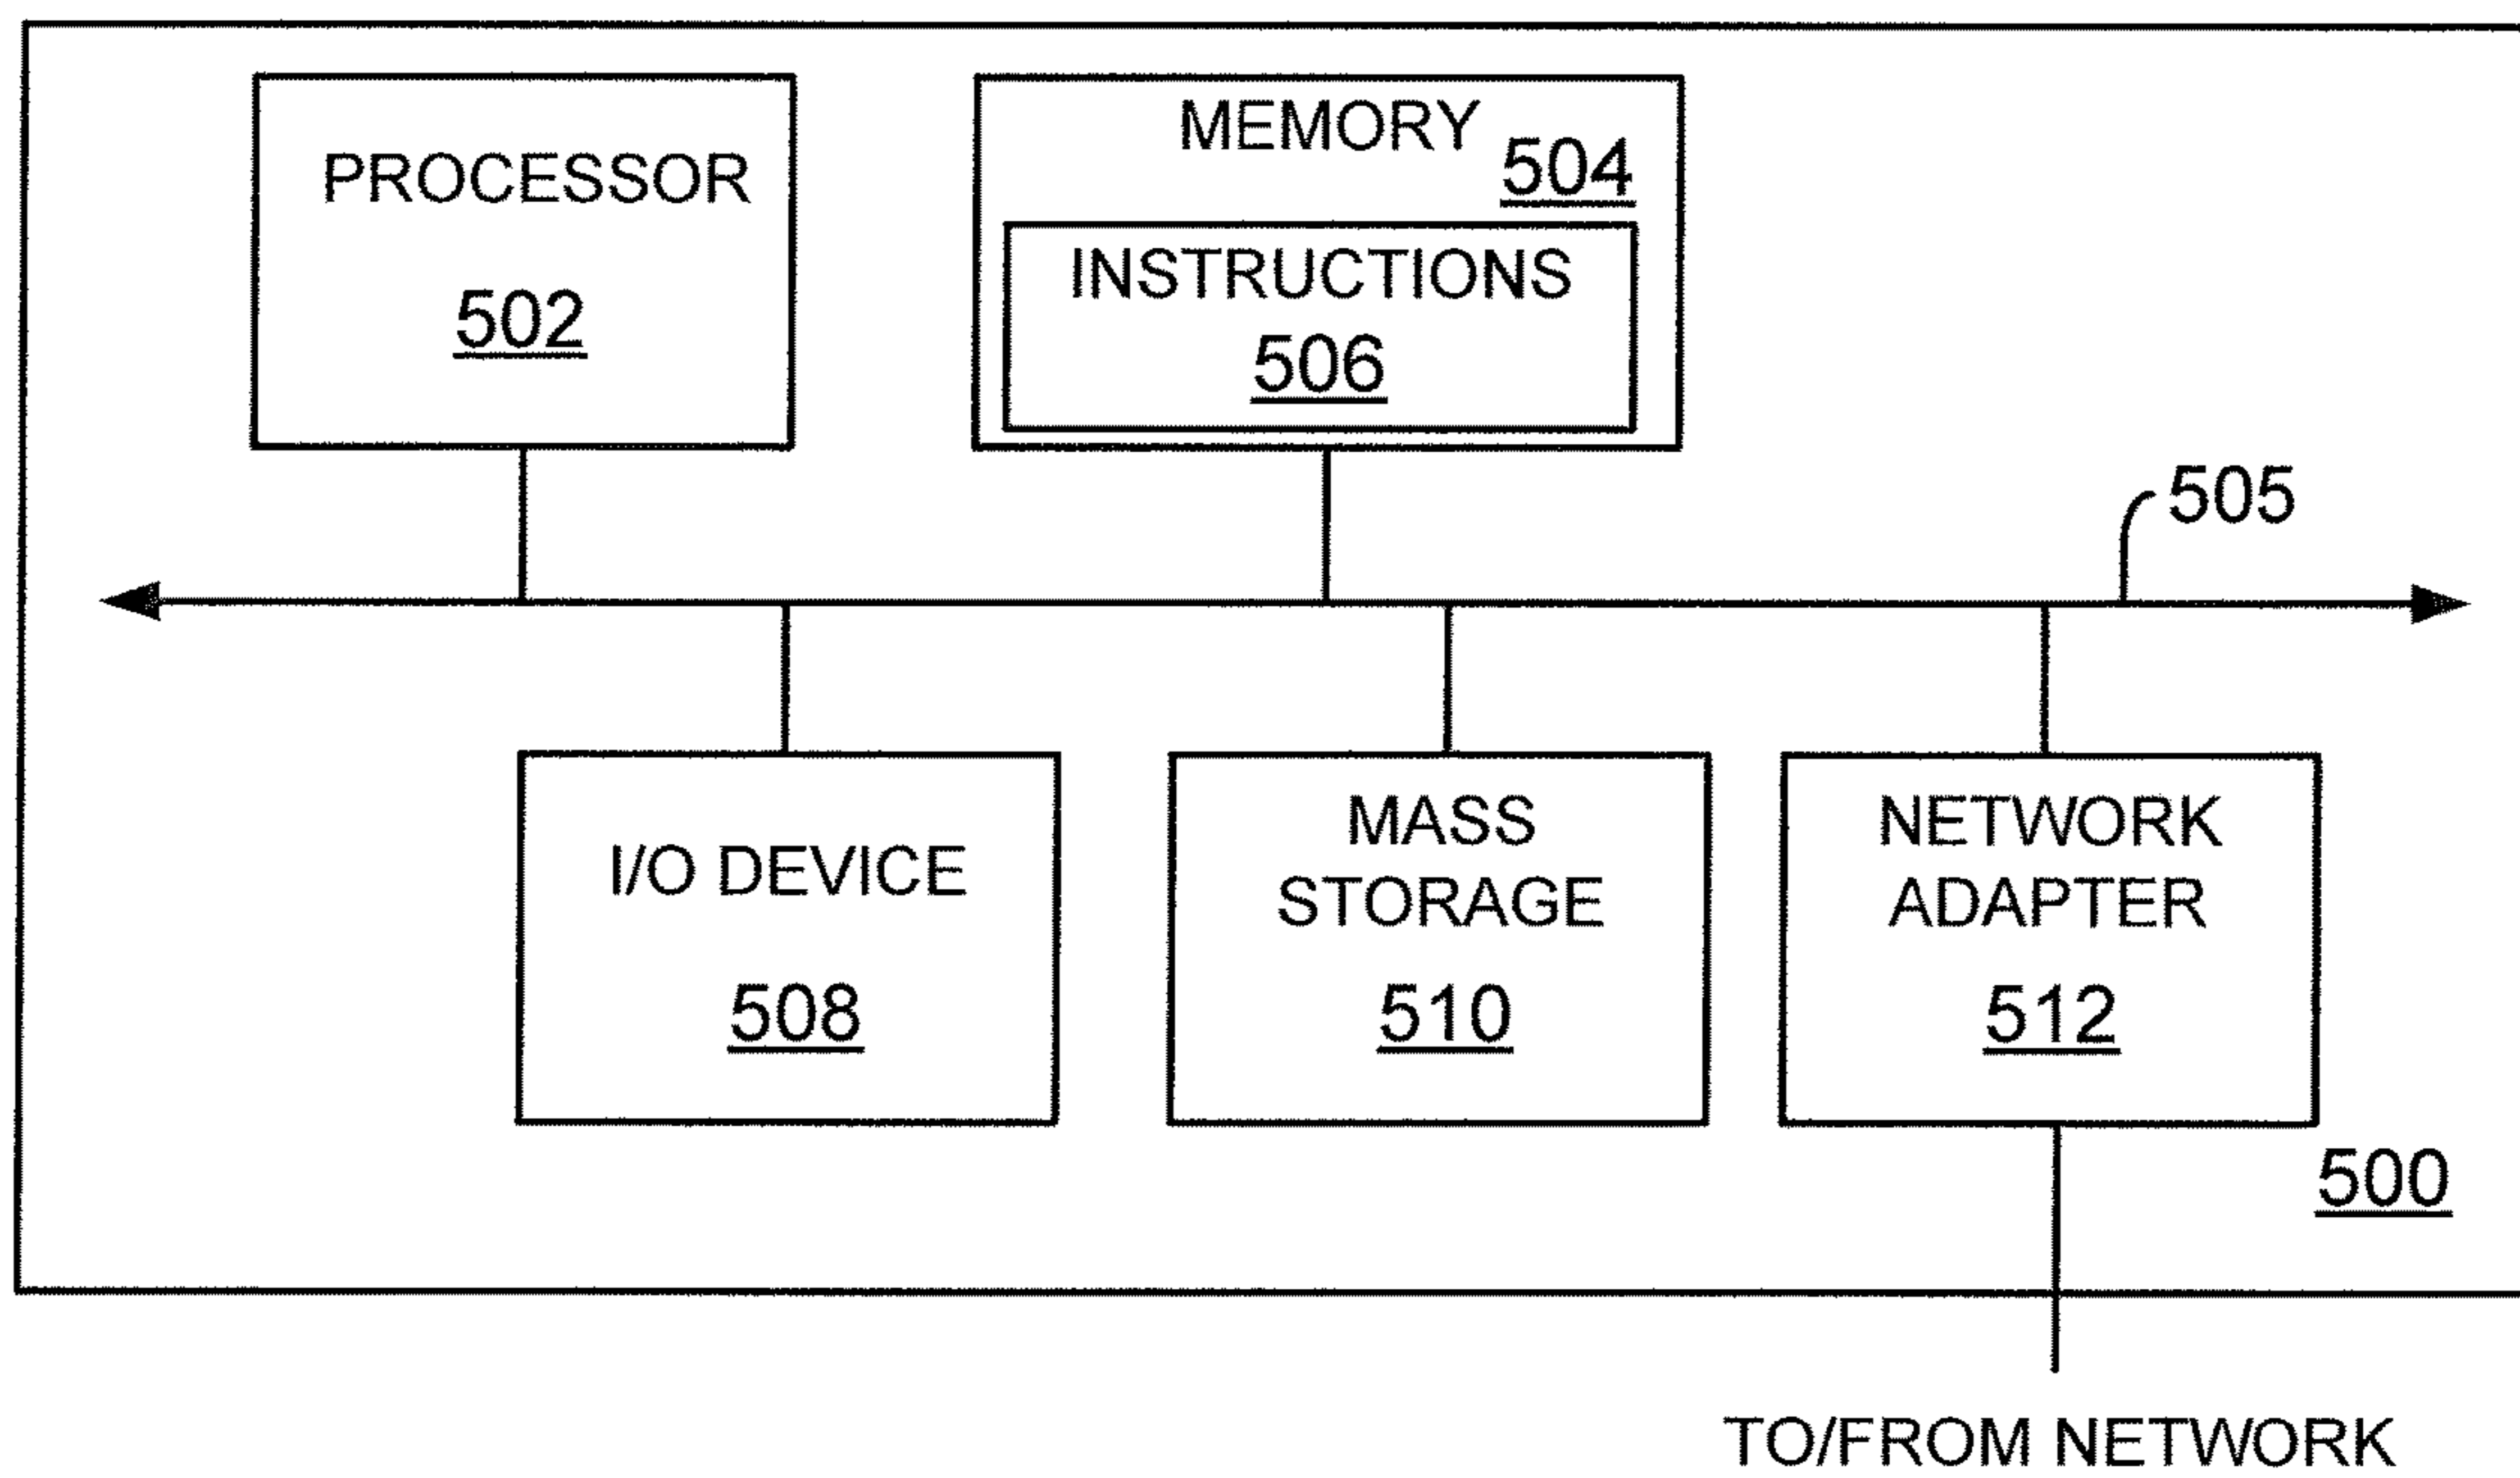 PROCESSOR
502
MEMORY
504
INSTRUCTIONS
506
505
I/O DEVICE
508
MASS
STORAGE
510
NETWORK
ADAPTER
512
500
TO/FROM NETWORK